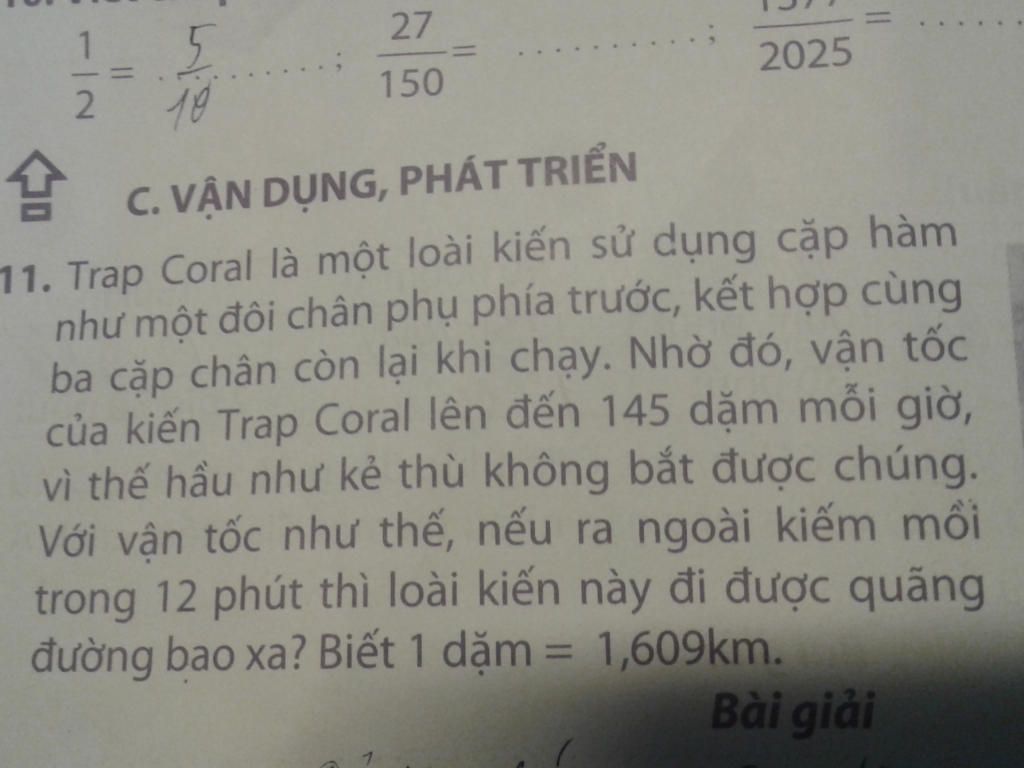 1/2 = 5/10 ..........; 27/150 = ..........; /2025 = ..........
C. VẬN DỤNG, PHÁT TRIỂN
11. Trap Coral là một loài kiến sử dụng cặp hàm
như một đôi chân phụ phía trước, kết hợp cùng
ba cặp chân còn lại khi chạy. Nhờ đó, vận tốc
của kiến Trap Coral lên đến 145 dặm mỗi giờ,
vì thế hầu như kẻ thù không bắt được chúng.
Với vận tốc như thế, nếu ra ngoài kiếm mồi
trong 12 phút thì loài kiến này đi được quãng
đường bao xa? Biết 1 dặm = 1,609km.
Bài giải